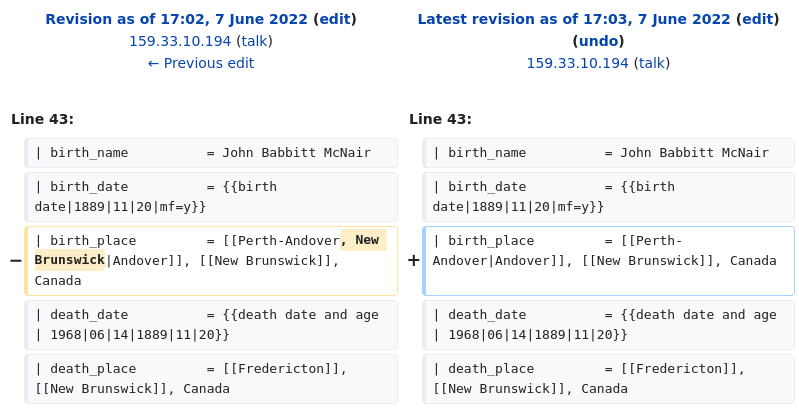 Revision as of 17:02, 7 June 2022 (edit)
159.33.10.194 (talk)
← Previous edit
Latest revision as of 17:03, 7 June 2022 (edit)
(undo)
159.33.10.194 (talk)
Line 43:
Line 43:
| birth_name          = John Babbitt McNair
| birth_name          = John Babbitt McNair
| birth_date          = {{birth
date|1889|11|20|mf=y}}
| birth_date          = {{birth
date|1889|11|20|mf=y}}
− | birth_place         = [[Perth-Andover, New
Brunswick|Andover]], [[New Brunswick]],
Canada
+ | birth_place         = [[Perth-
Andover|Andover]], [[New Brunswick]], Canada
| death_date          = {{death date and age
| 1968|06|14|1889|11|20}}
| death_date          = {{death date and age
| 1968|06|14|1889|11|20}}
| death_place         = [[Fredericton]],
[[New Brunswick]], Canada
| death_place         = [[Fredericton]],
[[New Brunswick]], Canada